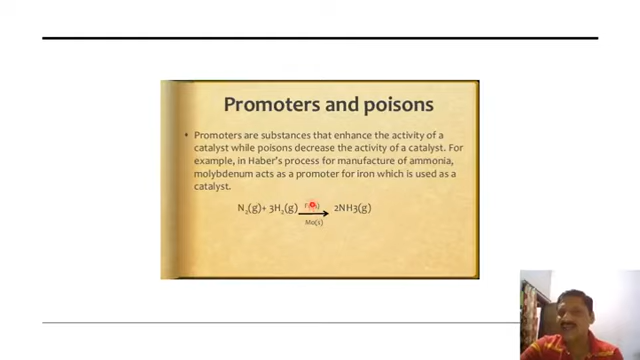 Promoters and poisons
• Promoters are substances that enhance the activity of a
catalyst while poisons decrease the activity of a catalyst. For
example, in Haber's process for manufacture of ammonia,
molybdenum acts as a promoter for iron which is used as a
catalyst.
N₂(g)+ 3H₂(g) 2NH3(g)
Mo(s)